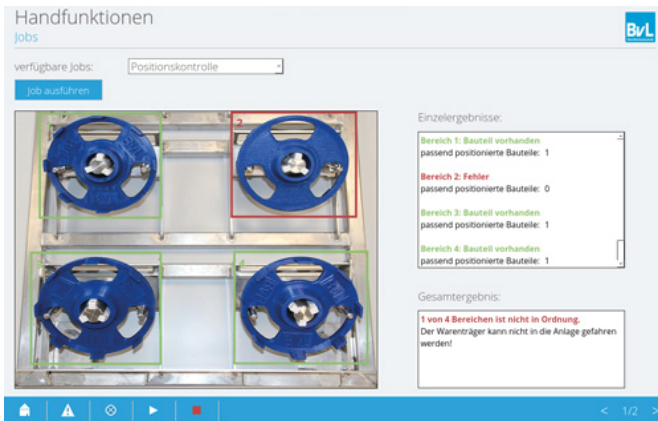 Handfunktionen
Jobs
BvL
verfügbare Jobs:
Positionskontrolle
Job ausführen
2
4
Einzelergebnisse:
Bereich 1: Bauteil vorhanden
passend positionierte Bauteile: 1
Bereich 2: Fehler
passend positionierte Bauteile: 0
Bereich 3: Bauteil vorhanden
passend positionierte Bauteile: 1
Bereich 4: Bauteil vorhanden
passend positionierte Bauteile: 1
Gesamtergebnis:
1 von 4 Bereichen ist nicht in Ordnung.
Der Warenträger kann nicht in die Anlage gefahren
werden!
< 1/2 >